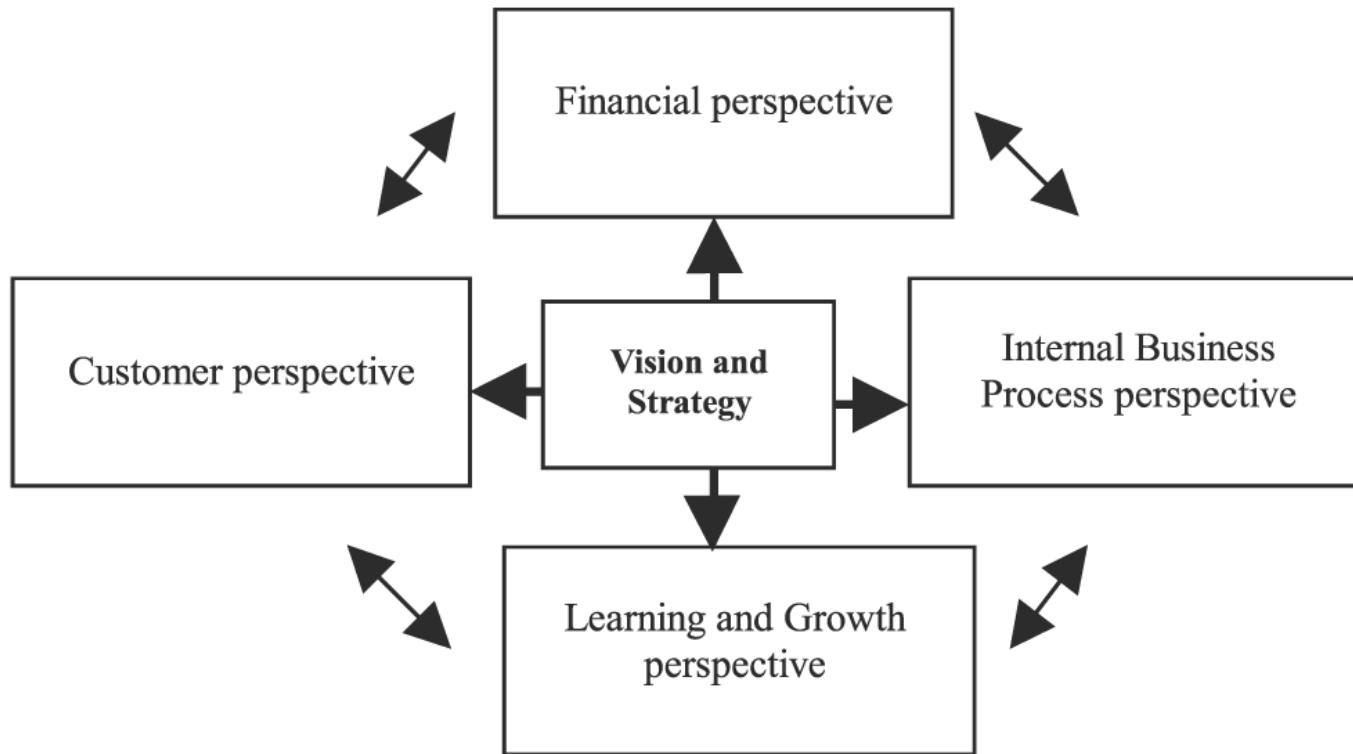 Financial perspective
Customer perspective
Vision and
Strategy
Internal Business
Process perspective
Learning and Growth
perspective